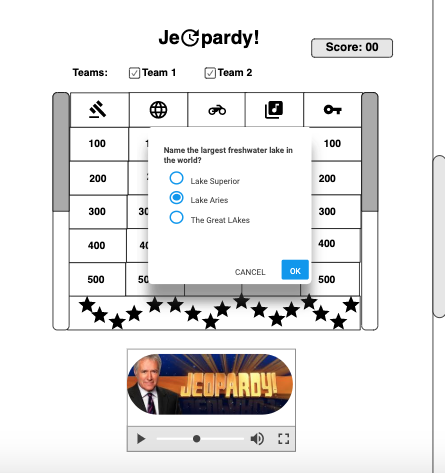 Je pardy!
Score: 00
Teams: Team 1 Team 2
100 1 100
200 200
300 30 300
400 40 400
500 50 500
Name the largest freshwater lake in
the world?
Lake Superior
Lake Aries
The Great LAkes
CANCEL OK
JEOPARDY!